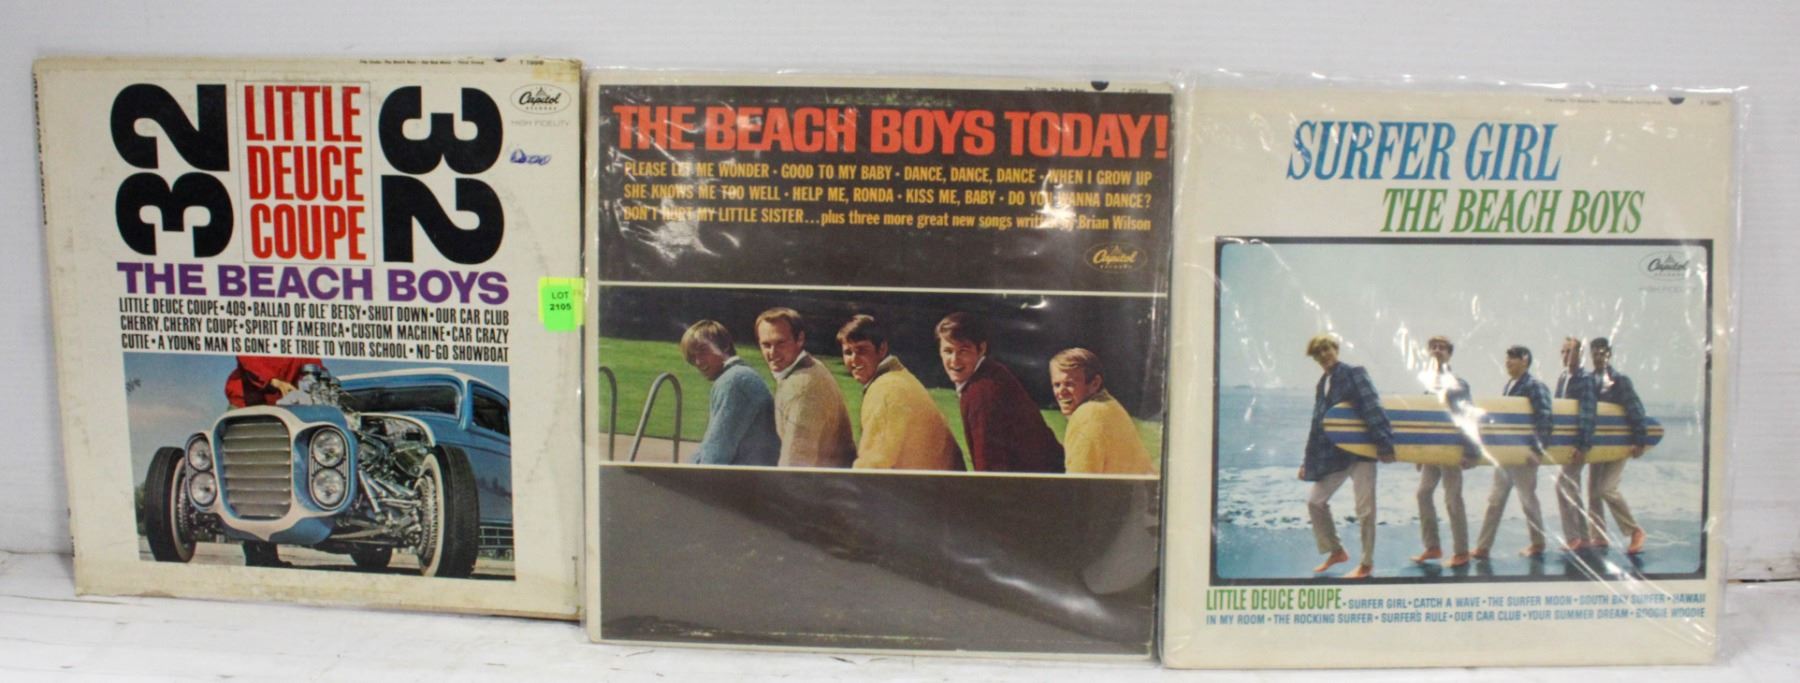 T 1998
32
LITTLE
DEUCE
COUPE
32
Capitol
RECORDS
HIGH FIDELITY
THE BEACH BOYS
LITTLE DEUCE COUPE•409•BALLAD OF OLE' BETSY•SHUT DOWN•OUR CAR CLUB
CHERRY, CHERRY COUPE•SPIRIT OF AMERICA•CUSTOM MACHINE•CAR CRAZY
CUTIE•A YOUNG MAN IS GONE•BE TRUE TO YOUR SCHOOL•NO-GO SHOWBOAT
LOT
2105
THE BEACH BOYS TODAY!
PLEASE LET ME WONDER • GOOD TO MY BABY • DANCE, DANCE, DANCE • WHEN I GROW UP
SHE KNOWS ME TOO WELL • HELP ME, RONDA • KISS ME, BABY • DO YOU WANNA DANCE?
DON'T HURT MY LITTLE SISTER...plus three more great new songs written by Brian Wilson
Capitol
SURFER GIRL
THE BEACH BOYS
Capitol
HIGH FIDELITY
LITTLE DEUCE COUPE•SURFER GIRL•CATCH A WAVE•THE SURFER MOON•SOUTH BAY SURFER•HAWAII
IN MY ROOM•THE ROCKING SURFER•SURFER'S RULE•OUR CAR CLUB•YOUR SUMMER DREAM•BOOGIE WOODIE